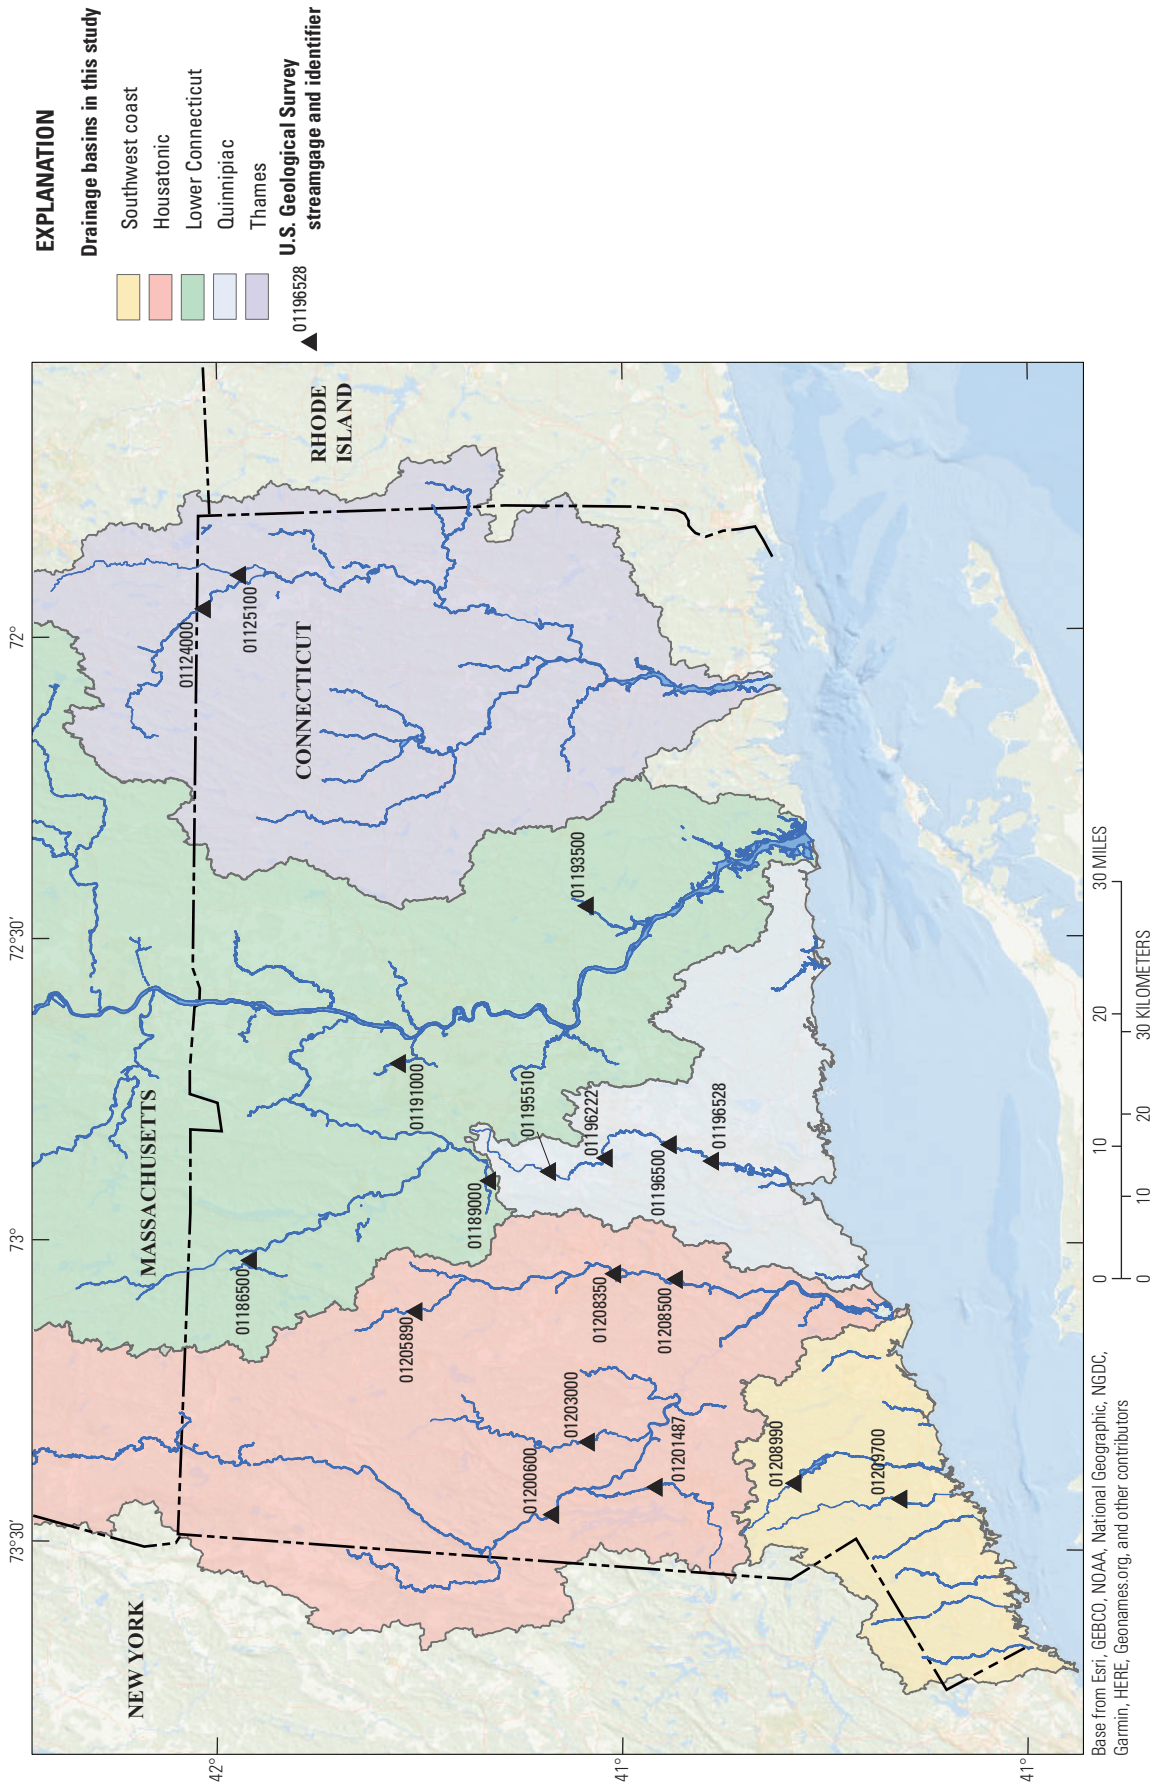 73°30'
73°
72°30'
72°
42°
41°
41°
NEW YORK
MASSACHUSETTS
CONNECTICUT
RHODE
ISLAND
01124000
01125100
01186500
01189000
01191000
01193500
01195510
01196222
01196500
01196528
01205890
01208350
01208500
01203000
01200600
01201487
01208990
01209700
Base from Esri, GEBCO, NOAA, National Geographic, NGDC,
Garmin, HERE, Geonames.org, and other contributors
0 10 20 30 MILES
0 10 20 30 KILOMETERS
EXPLANATION
Drainage basins in this study
Southwest coast
Housatonic
Lower Connecticut
Quinnipiac
Thames
01196528 U.S. Geological Survey
streamgage and identifier